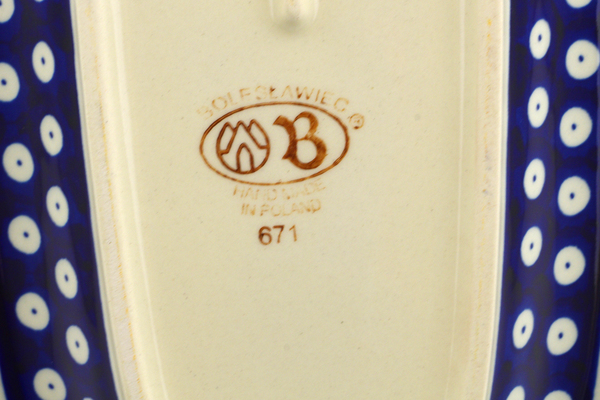 BOLESŁAWIEC ®
B
HAND MADE
IN POLAND
671